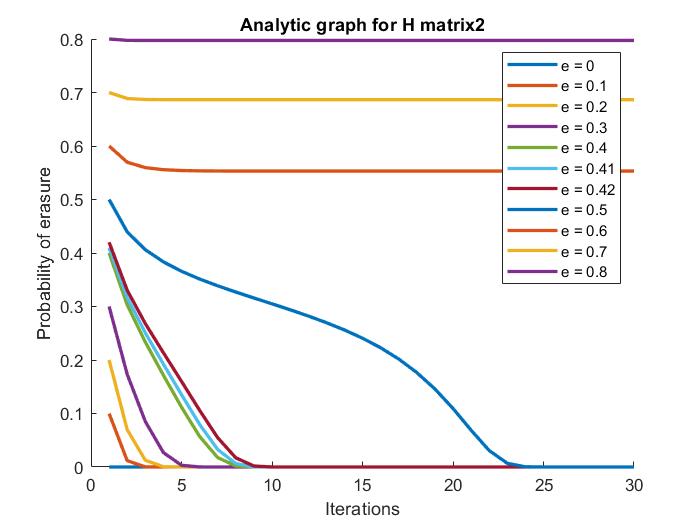 Analytic graph for H matrix2
0.8
0.7
0.6
0.5
0.4
0.3
0.2
0.1
0
Probability of erasure
e = 0
e = 0.1
e = 0.2
e = 0.3
e = 0.4
e = 0.41
e = 0.42
e = 0.5
e = 0.6
e = 0.7
e = 0.8
0 5 10 15 20 25 30
Iterations